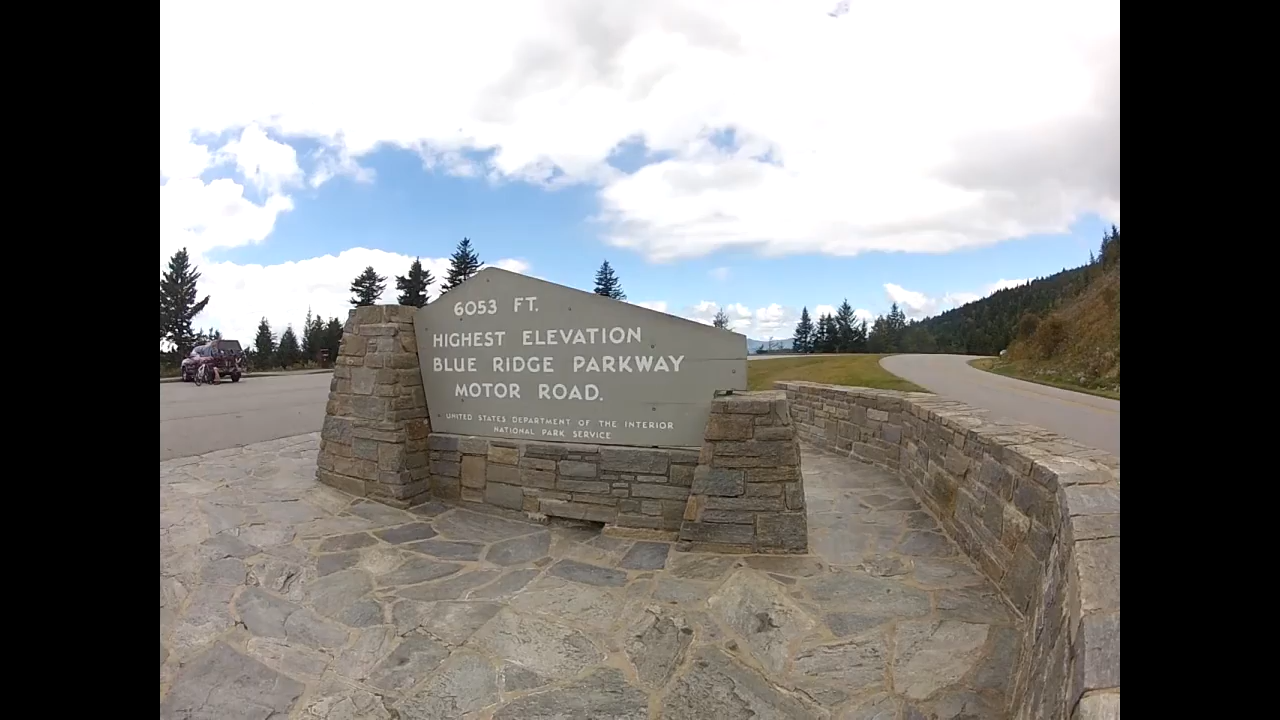 6053 FT.
HIGHEST ELEVATION
BLUE RIDGE PARKWAY
MOTOR ROAD.
UNITED STATES DEPARTMENT OF THE INTERIOR
NATIONAL PARK SERVICE